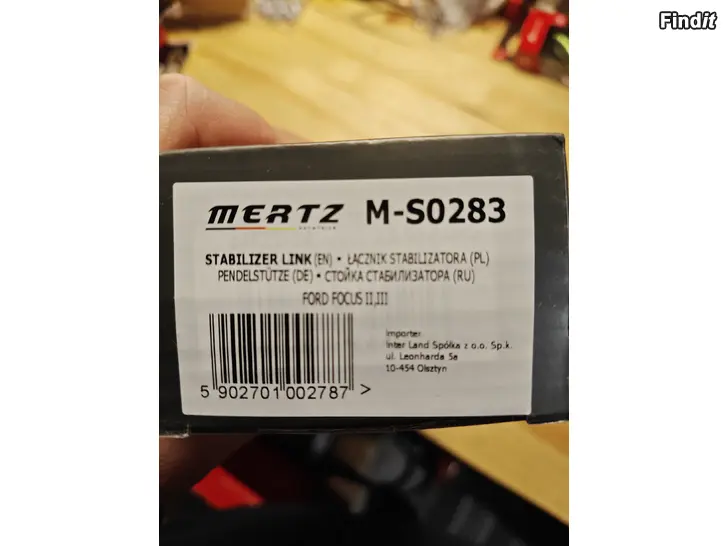 Findit
MERTZ M-S0283
STABILIZER LINK (EN) • ŁĄCZNIK STABILIZATORA (PL)
PENDELSTÜTZE (DE) • СТОЙКА СТАБИЛИЗАТОРА (RU)
FORD FOCUS II,III
Importer:
Inter Land Spółka z o.o. Sp.k.
ul. Leonharda 5a
10-454 Olsztyn
5 902701 002787 >